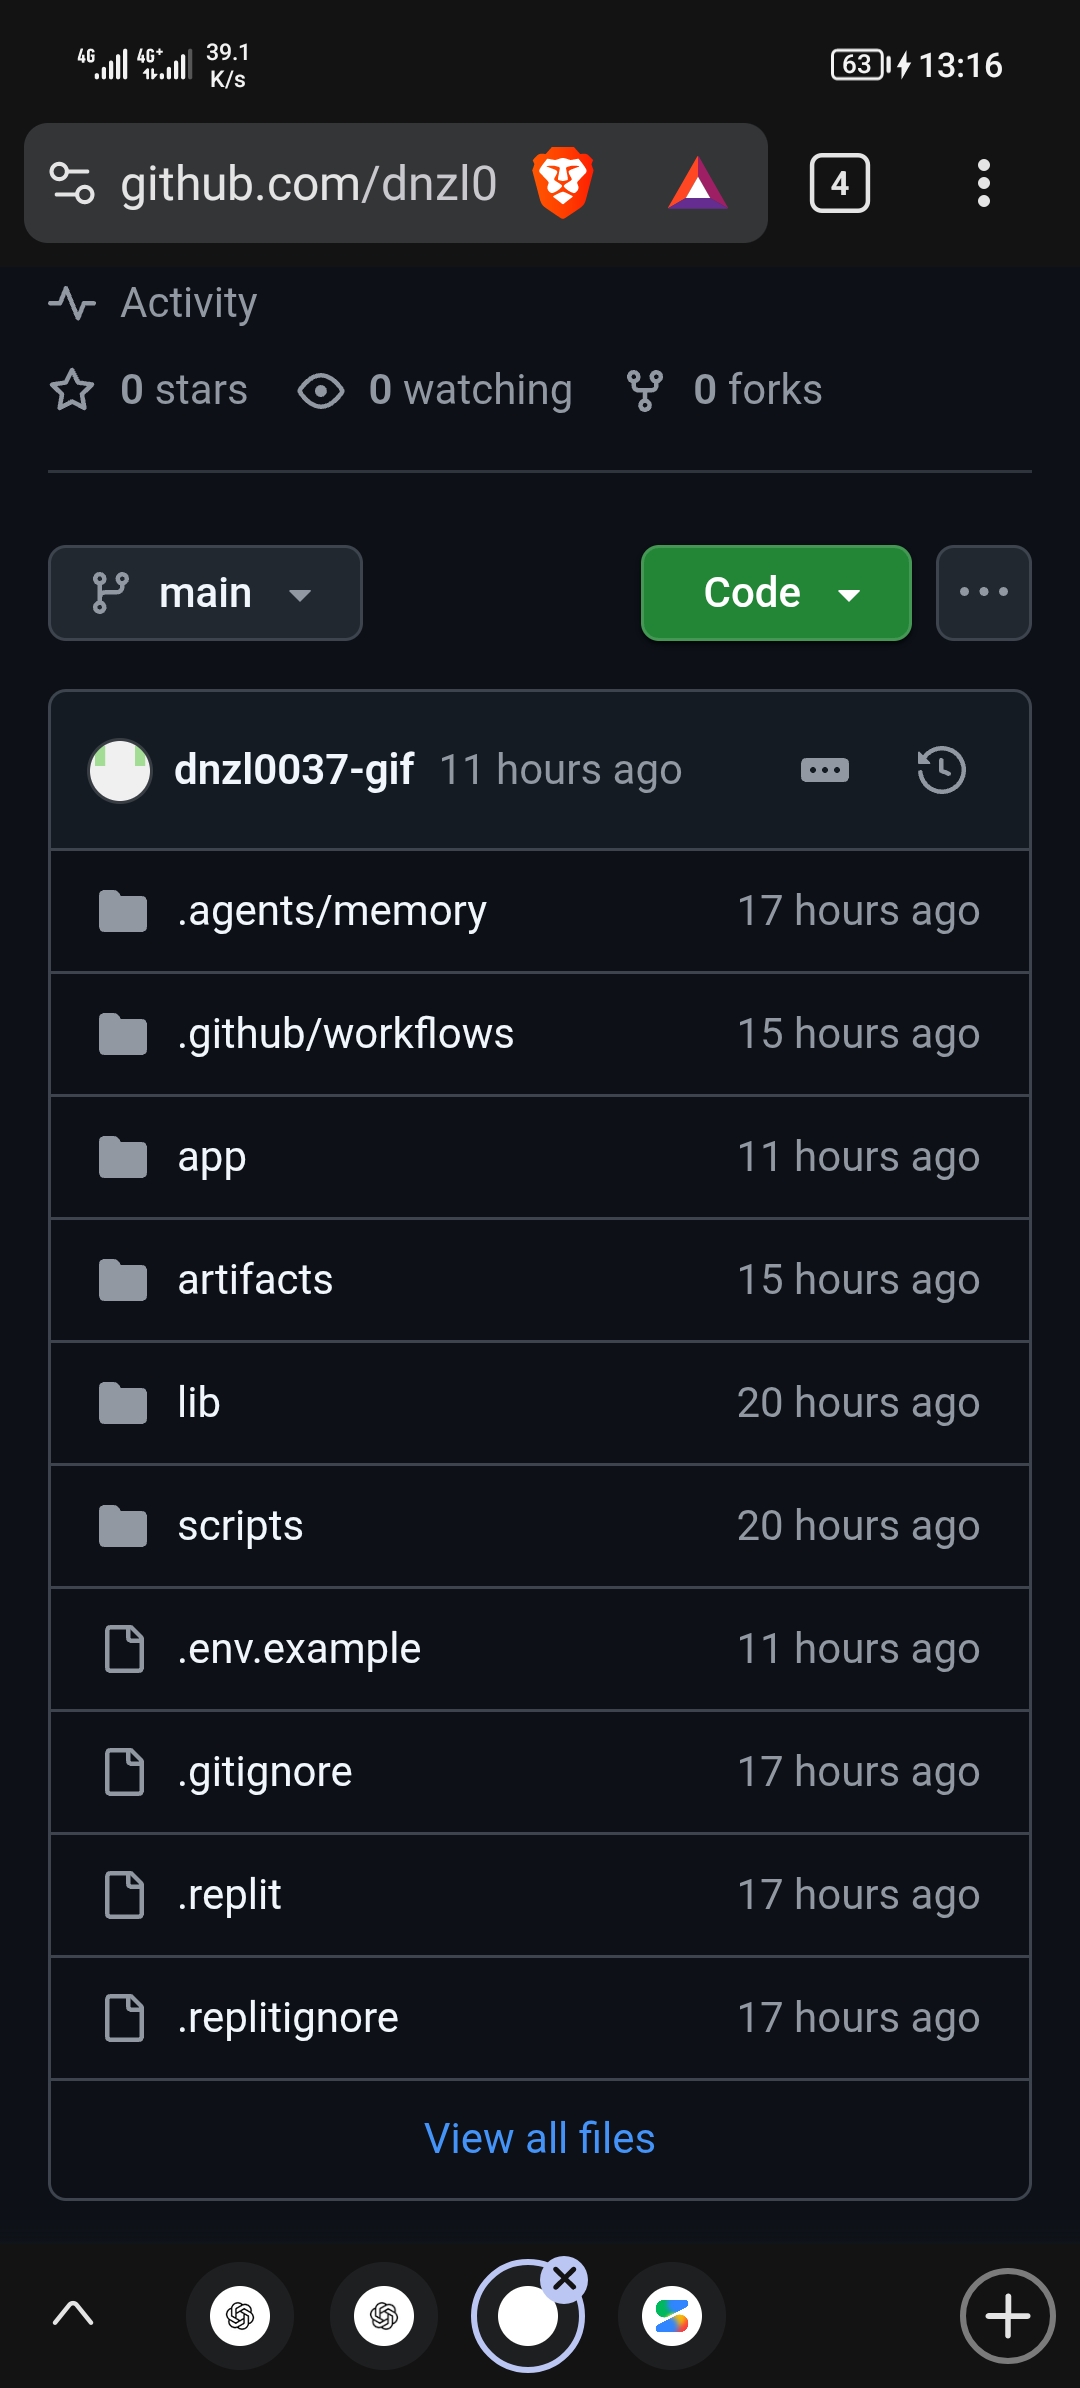 4G 4G+ 39.1 K/s 63 13:16
github.com/dnzl0 4
Activity
0 stars 0 watching 0 forks
main Code
dnzl0037-gif 11 hours ago
.agents/memory 17 hours ago
.github/workflows 15 hours ago
app 11 hours ago
artifacts 15 hours ago
lib 20 hours ago
scripts 20 hours ago
.env.example 11 hours ago
.gitignore 17 hours ago
.replit 17 hours ago
.replitignore 17 hours ago
View all files